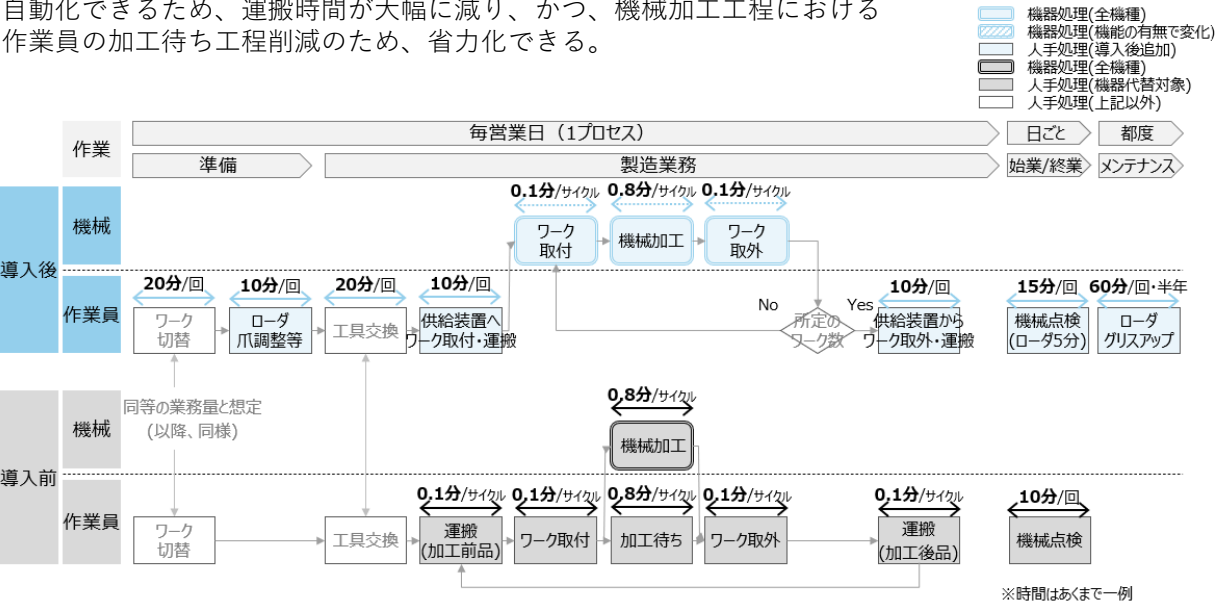 自動化できるため、運搬時間が大幅に減り、かつ、機械加工工程における
作業員の加工待ち工程削減のため、省力化できる。
機器処理(全機種)
機器処理(機能の有無で変化)
人手処理(導入後追加)
機器処理(全機種)
人手処理(機器代替対象)
人手処理(上記以外)
作業
毎営業日（1プロセス）
日ごと
都度
準備
製造業務
始業/終業
メンテナンス
導入後
機械
0.1分/サイクル
0.8分/サイクル
0.1分/サイクル
ワーク
取付
機械加工
ワーク
取外
作業員
20分/回
10分/回
20分/回
10分/回
10分/回
15分/回
60分/回・半年
ワーク
切替
ローダ
爪調整等
工具交換
供給装置へ
ワーク取付・運搬
No
所定の
ワーク数
Yes
供給装置から
ワーク取外・運搬
機械点検
(ローダ5分)
ローダ
グリスアップ
同等の業務量と想定
(以降、同様)
導入前
機械
0.8分/サイクル
機械加工
作業員
0.1分/サイクル
0.1分/サイクル
0.8分/サイクル
0.1分/サイクル
0.1分/サイクル
10分/回
ワーク
切替
工具交換
運搬
(加工前品)
ワーク取付
加工待ち
ワーク取外
運搬
(加工後品)
機械点検
※時間はあくまで一例